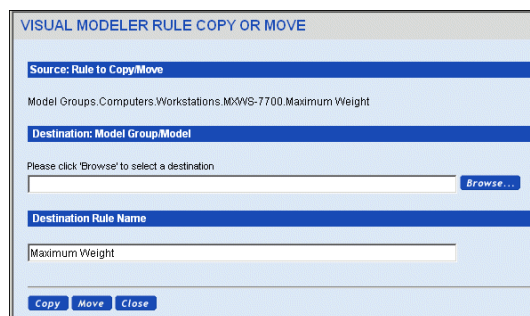 VISUAL MODELER RULE COPY OR MOVE
Source: Rule to Copy/Move
Model Groups.Computers.Workstations.MXWS-7700.Maximum Weight
Destination: Model Group/Model
Please click 'Browse' to select a destination
Browse...
Destination Rule Name
Maximum Weight
Copy Move Close